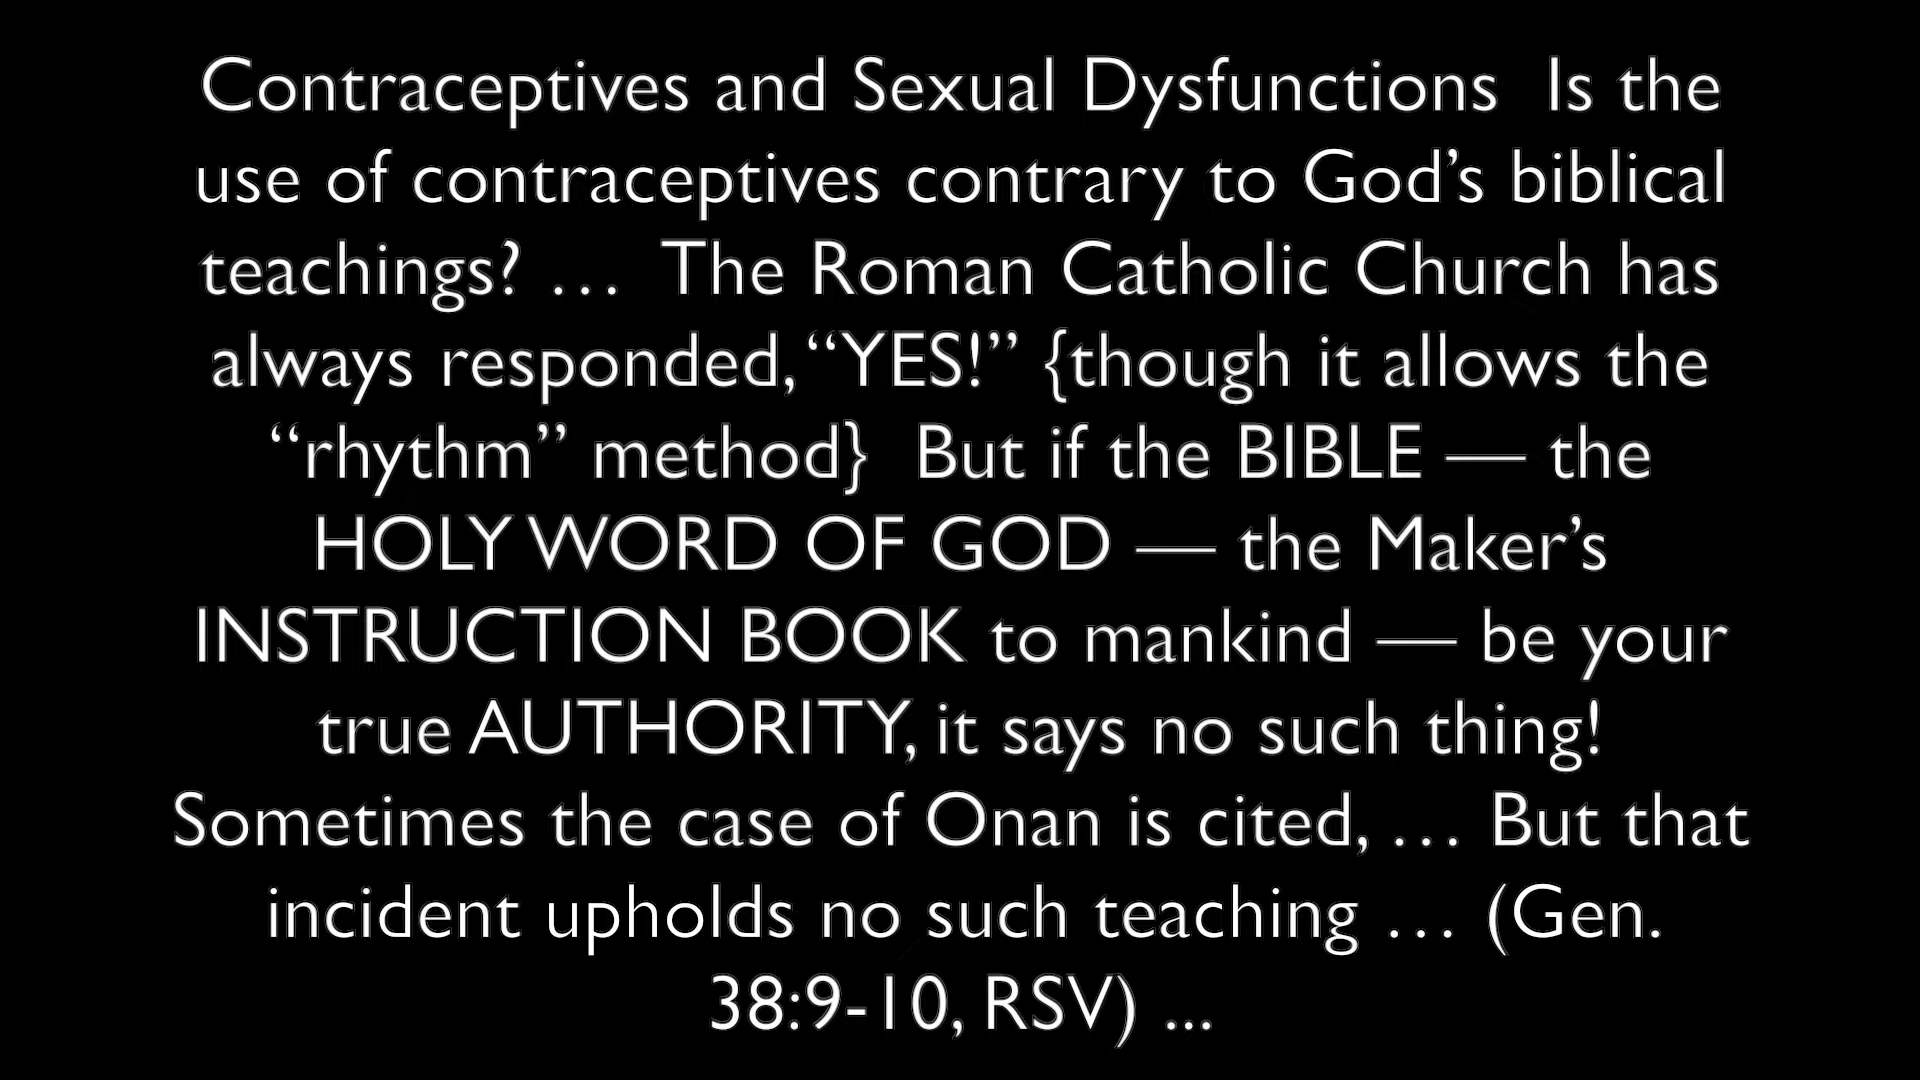 Contraceptives and Sexual Dysfunctions  Is the
use of contraceptives contrary to God’s biblical
teachings? …  The Roman Catholic Church has
always responded, “YES!” {though it allows the
“rhythm” method}  But if the BIBLE — the
HOLY WORD OF GOD — the Maker’s
INSTRUCTION BOOK to mankind — be your
true AUTHORITY, it says no such thing!
Sometimes the case of Onan is cited, … But that
incident upholds no such teaching … (Gen.
38:9-10, RSV) ...